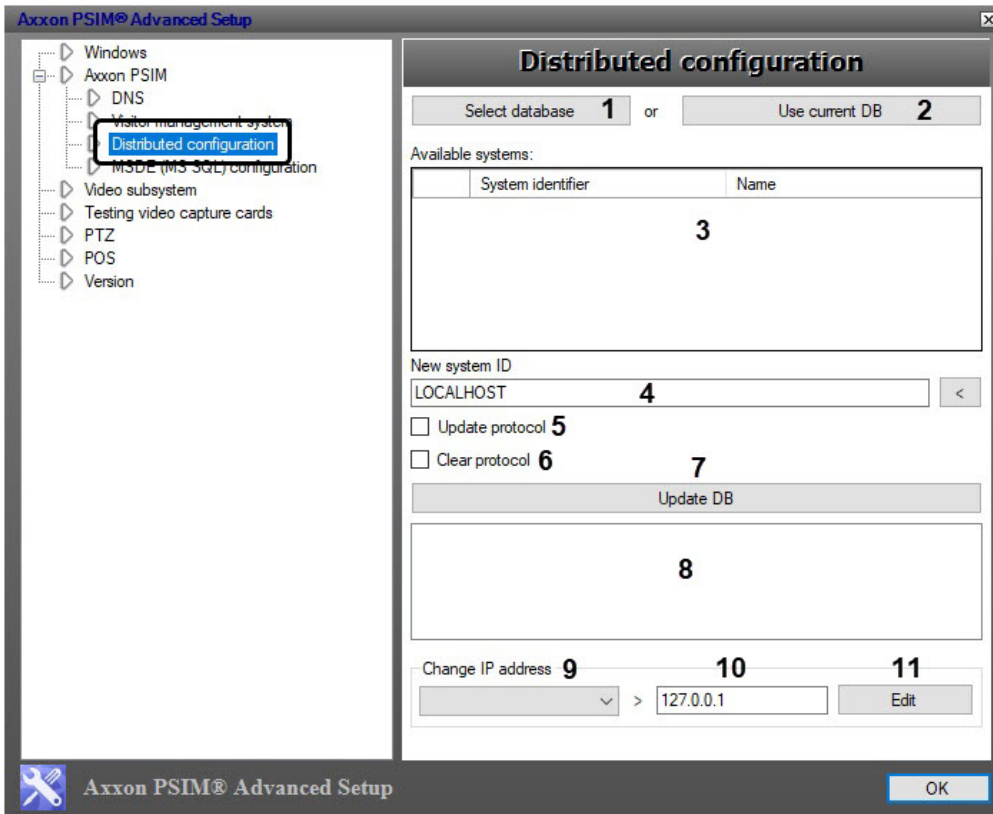 Axxon PSIM® Advanced Setup
Windows
Axxon PSIM
DNS
Visitor management system
Distributed configuration
MSDE (MS SQL) configuration
Video subsystem
Testing video capture cards
PTZ
POS
Version
Distributed configuration
Select database 1 or Use current DB 2
Available systems:
System identifier Name
3
New system ID
LOCALHOST 4 <
Update protocol 5
Clear protocol 6
7
Update DB
8
Change IP address 9 10 11
> 127.0.0.1 Edit
Axxon PSIM® Advanced Setup
OK